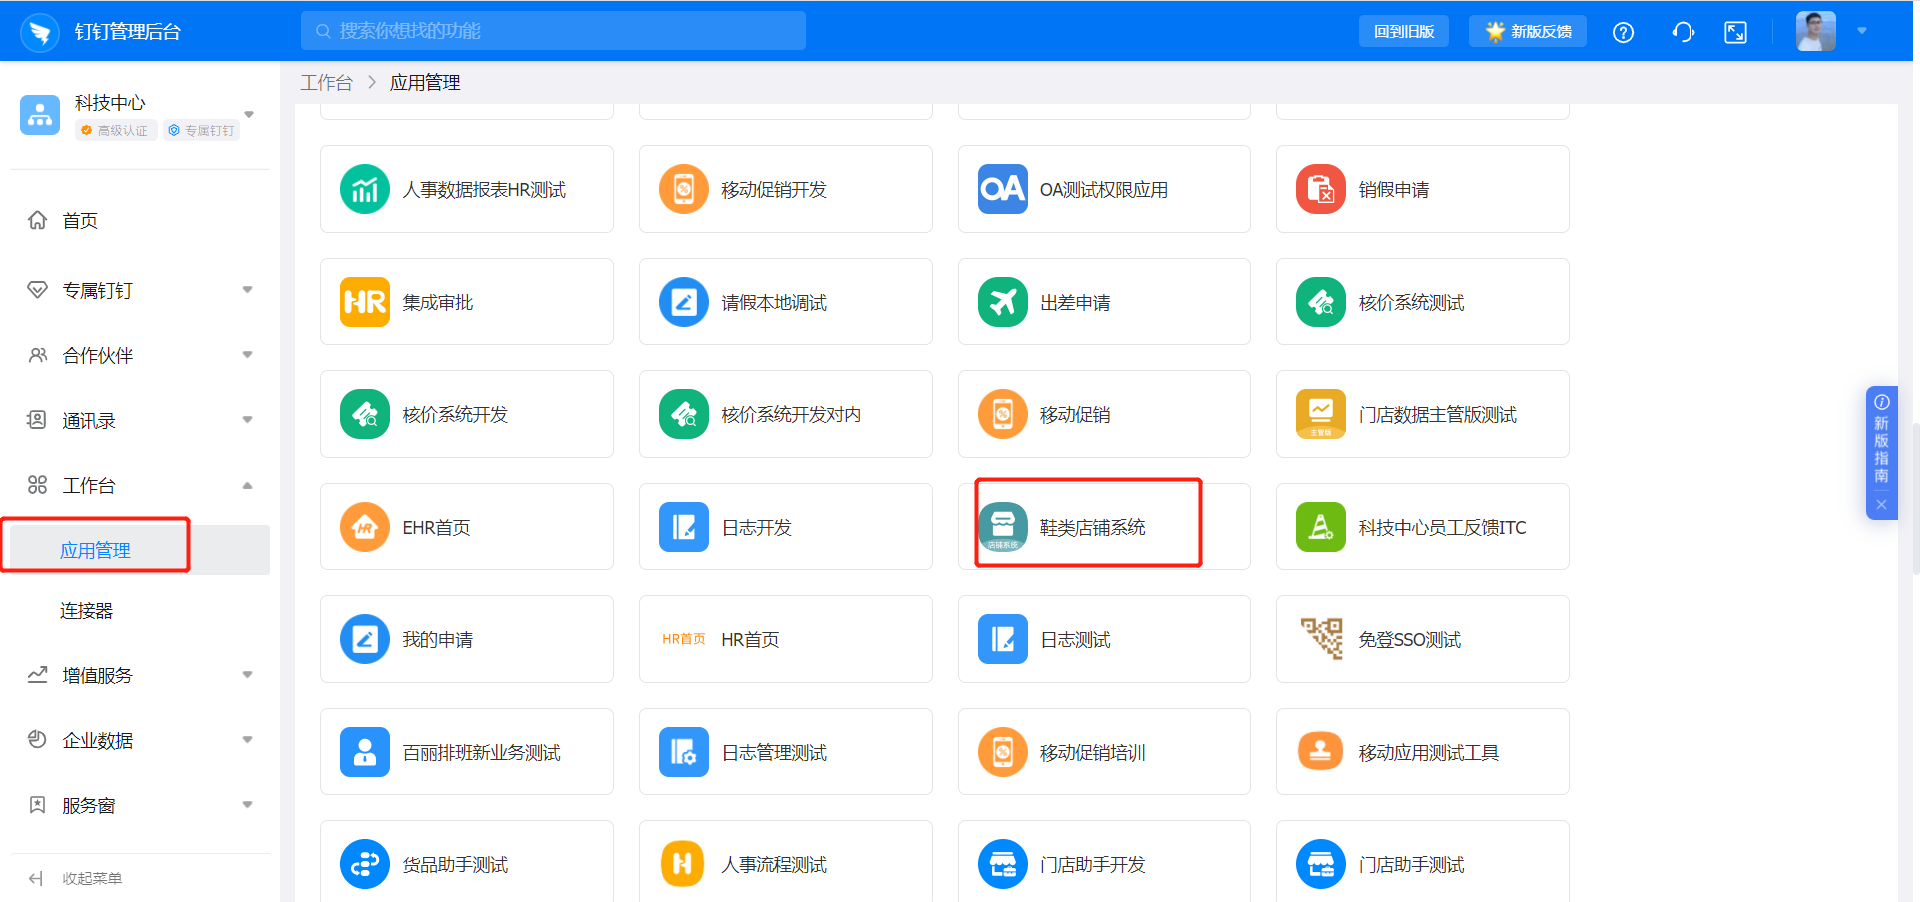 钉钉管理后台
搜索你想找的功能
回到旧版
新版反馈
科技中心
高级认证
专属钉钉
首页
专属钉钉
合作伙伴
通讯录
工作台
应用管理
连接器
增值服务
企业数据
服务窗
收起菜单
工作台 > 应用管理
人事数据报表HR测试
移动促销开发
OA
OA测试权限应用
销假申请
HR
集成审批
请假本地调试
出差申请
核价系统测试
核价系统开发
核价系统开发对内
移动促销
主管版
门店数据主管版测试
HR
EHR首页
日志开发
店铺系统
鞋类店铺系统
科技中心员工反馈ITC
我的申请
HR首页
HR首页
日志测试
免登SSO测试
百丽排班新业务测试
日志管理测试
移动促销培训
移动应用测试工具
货品助手测试
H
人事流程测试
门店助手开发
门店助手测试
新版指南